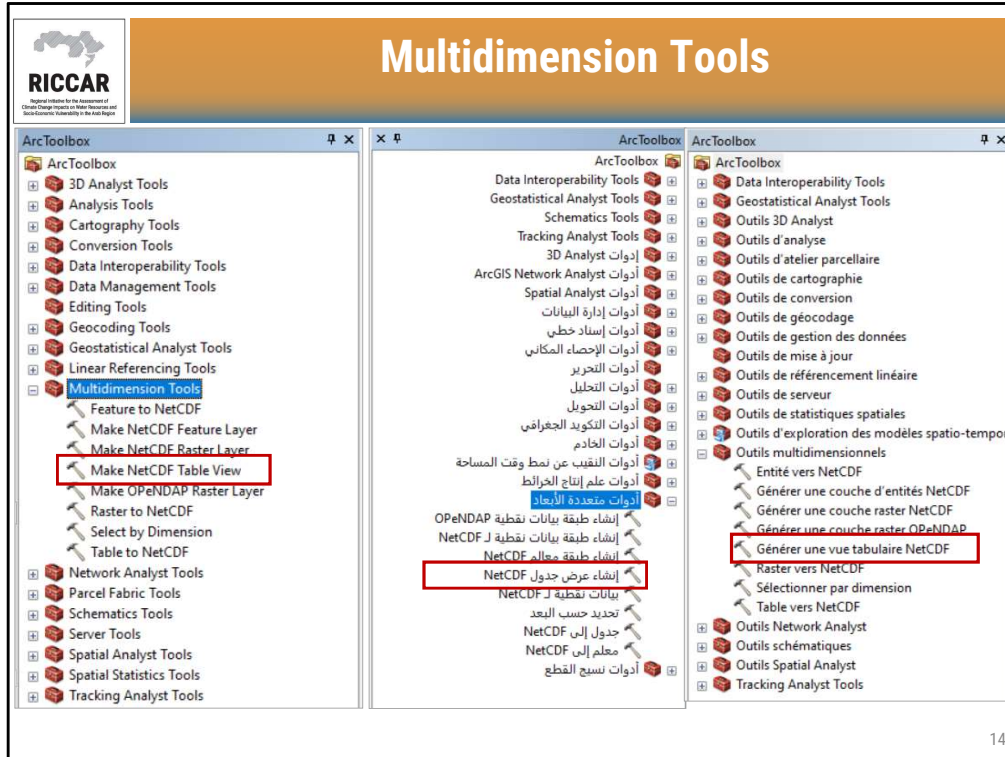 RICCAR
Regional Initiative for the Assessment of
Climate Change Impacts on Water Resources and
Socio-Economic Vulnerability in the Arab Region
Multidimension Tools
ArcToolbox
ArcToolbox
3D Analyst Tools
Analysis Tools
Cartography Tools
Conversion Tools
Data Interoperability Tools
Data Management Tools
Editing Tools
Geocoding Tools
Geostatistical Analyst Tools
Linear Referencing Tools
Multidimension Tools
Feature to NetCDF
Make NetCDF Feature Layer
Make NetCDF Raster Layer
Make NetCDF Table View
Make OPeNDAP Raster Layer
Raster to NetCDF
Select by Dimension
Table to NetCDF
Network Analyst Tools
Parcel Fabric Tools
Schematics Tools
Server Tools
Spatial Analyst Tools
Spatial Statistics Tools
Tracking Analyst Tools
ArcToolbox
ArcToolbox
Data Interoperability Tools
Geostatistical Analyst Tools
Schematics Tools
Tracking Analyst Tools
إدوات 3D Analyst
أدوات ArcGIS Network Analyst
أدوات Spatial Analyst
أدوات إدارة البيانات
أدوات إسناد خطي
أدوات الإحصاء المكاني
أدوات التحرير
أدوات التحليل
أدوات التحويل
أدوات التكويد الجغرافي
أدوات الخادم
أدوات النقيب عن نمط وقت المساحة
أدوات علم إنتاج الخرائط
أدوات متعددة الأبعاد
إنشاء طبقة بيانات نقطية OPeNDAP
إنشاء طبقة بيانات نقطية لـ NetCDF
إنشاء طبقة معالم NetCDF
إنشاء عرض جدول NetCDF
بيانات نقطية لـ NetCDF
تحديد حسب البعد
جدول إلى NetCDF
معلم إلى NetCDF
أدوات نسيج القطع
ArcToolbox
ArcToolbox
Data Interoperability Tools
Geostatistical Analyst Tools
Outils 3D Analyst
Outils d'analyse
Outils d'atelier parcellaire
Outils de cartographie
Outils de conversion
Outils de géocodage
Outils de gestion des données
Outils de mise à jour
Outils de référencement linéaire
Outils de serveur
Outils de statistiques spatiales
Outils d'exploration des modèles spatio-tempor
Outils multidimensionnels
Entité vers NetCDF
Générer une couche d'entités NetCDF
Générer une couche raster NetCDF
Générer une couche raster OPeNDAP
Générer une vue tabulaire NetCDF
Raster vers NetCDF
Sélectionner par dimension
Table vers NetCDF
Outils Network Analyst
Outils schématiques
Outils Spatial Analyst
Tracking Analyst Tools
14